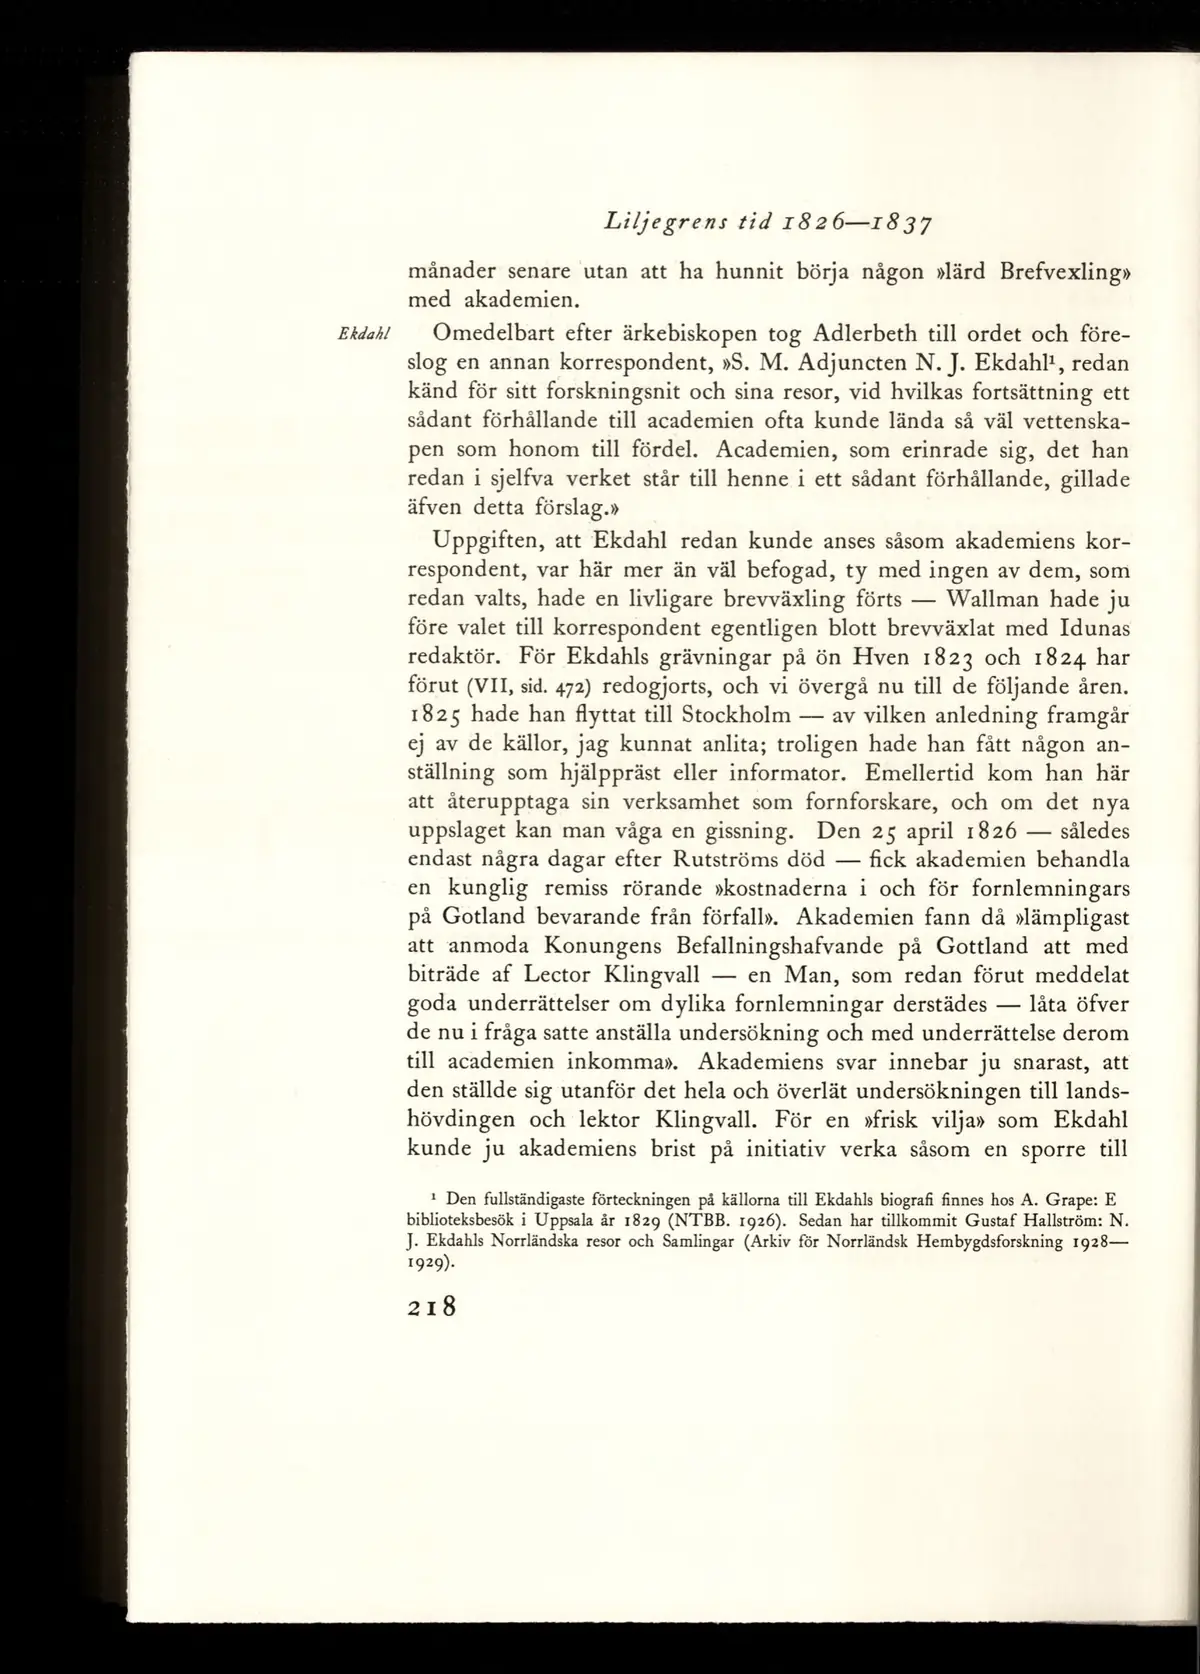 Liljegrens tid 1826—1837
månader senare utan att ha hunnit börja någon »lärd Brefvexling»
med akademien.
Ekdahl
Omedelbart efter ärkebiskopen tog Adlerbeth till ordet och före-
slog en annan korrespondent, »S. M. Adjuncten N. J. Ekdahl¹, redan
känd för sitt forskningsnit och sina resor, vid hvilkas fortsättning ett
sådant förhållande till academien ofta kunde lända så väl vettenska-
pen som honom till fördel. Academien, som erinrade sig, det han
redan i sjelfva verket står till henne i ett sådant förhållande, gillade
äfven detta förslag.»
Uppgiften, att Ekdahl redan kunde anses såsom akademiens kor-
respondent, var här mer än väl befogad, ty med ingen av dem, som
redan valts, hade en livligare brevväxling förts — Wallman hade ju
före valet till korrespondent egentligen blott brevväxlat med Idunas
redaktör. För Ekdahls grävningar på ön Hven 1823 och 1824 har
förut (VII, sid. 472) redogjorts, och vi övergå nu till de följande åren.
1825 hade han flyttat till Stockholm — av vilken anledning framgår
ej av de källor, jag kunnat anlita; troligen hade han fått någon an-
ställning som hjälppräst eller informator. Emellertid kom han här
att återupptaga sin verksamhet som fornforskare, och om det nya
uppslaget kan man våga en gissning. Den 25 april 1826 — således
endast några dagar efter Rutströms död — fick akademien behandla
en kunglig remiss rörande »kostnaderna i och för fornlemningars
på Gotland bevarande från förfall». Akademien fann då »lämpligast
att anmoda Konungens Befallningshafvande på Gottland att med
biträde af Lector Klingvall — en Man, som redan förut meddelat
goda underrättelser om dylika fornlemningar derstädes — låta öfver
de nu i fråga satte anställa undersökning och med underrättelse derom
till academien inkomma». Akademiens svar innebar ju snarast, att
den ställde sig utanför det hela och överlät undersökningen till lands-
hövdingen och lektor Klingvall. För en »frisk vilja» som Ekdahl
kunde ju akademiens brist på initiativ verka såsom en sporre till
¹ Den fullständigaste förteckningen på källorna till Ekdahls biografi finnes hos A. Grape: E
biblioteksbesök i Uppsala år 1829 (NTBB. 1926). Sedan har tillkommit Gustaf Hallström: N.
J. Ekdahls Norrländska resor och Samlingar (Arkiv för Norrländsk Hembygdsforskning 1928—
1929).
218